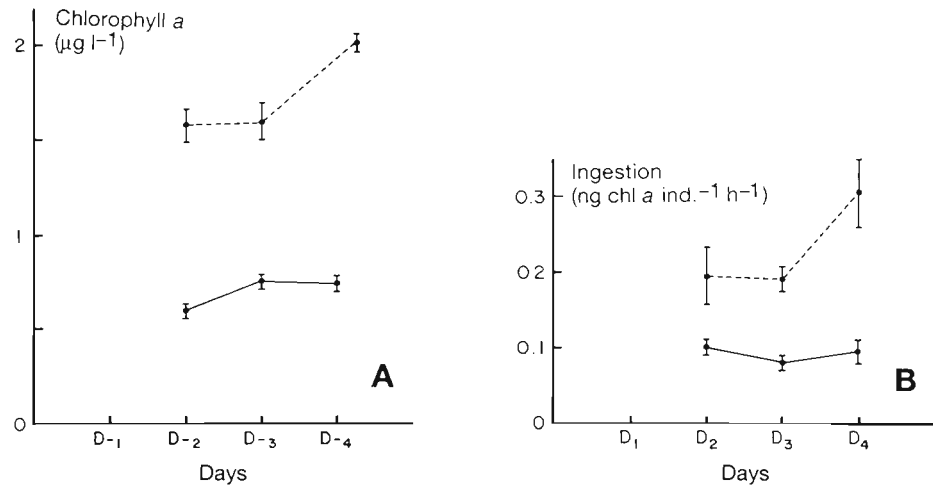 Chlorophyll a
(µg l⁻¹)
2
1
0
A
D-₁ D-₂ D-₃ D-₄
Days
Ingestion
(ng chl a ind.⁻¹ h⁻¹)
0.3
0.2
0.1
0
B
D₁ D₂ D₃ D₄
Days